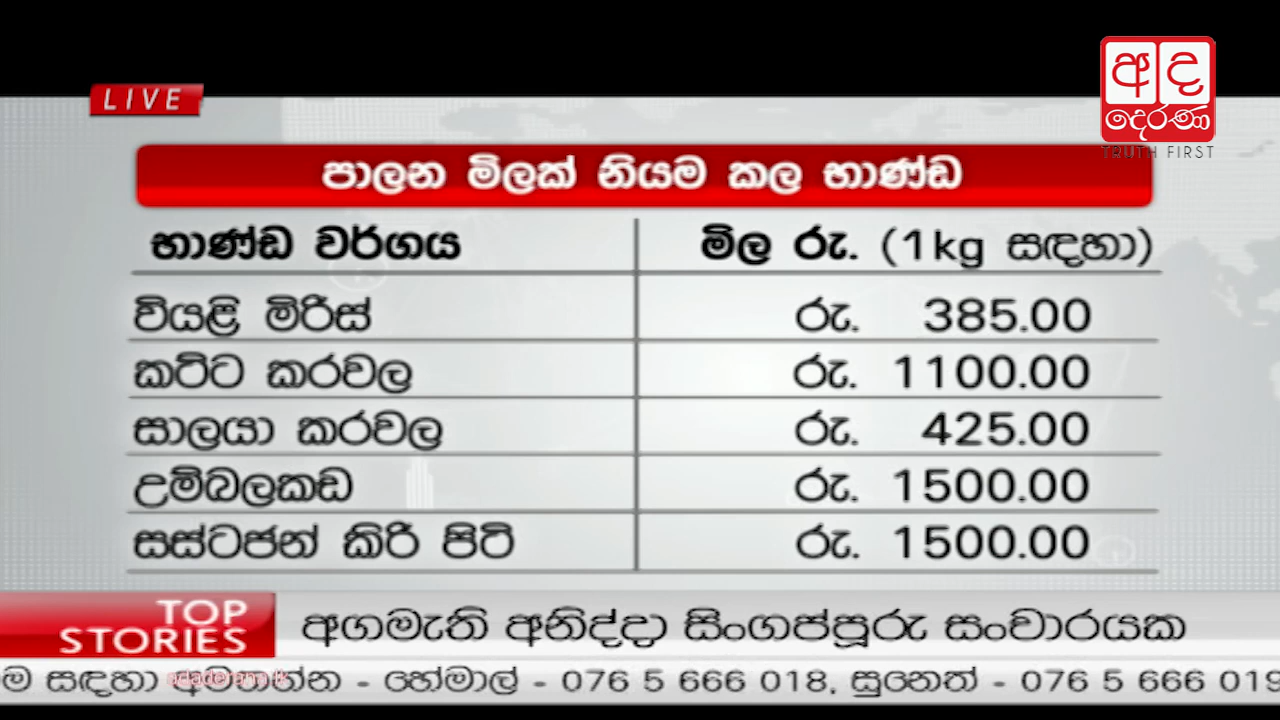 LIVE
අද
දෙරණ
TRUTH FIRST
පාලන මිලක් නියම කල භාණ්ඩ
භාණ්ඩ වර්ගය මිල රු. (1kg සඳහා)
වියළි මිරිස් රු. 385.00
කට්ට කරවල රු. 1100.00
සාලයා කරවල රු. 425.00
උම්බලකඩ රු. 1500.00
සස්ටජන් කිරි පිටි රු. 1500.00
TOP STORIES අගමැති අනිද්දා සිංගප්පූරු සංචාරයක
ම සඳහා අමතන්න - හේමාල් - 076 5 666 018, සුනෙත් - 076 5 666 019
adaderana.lk